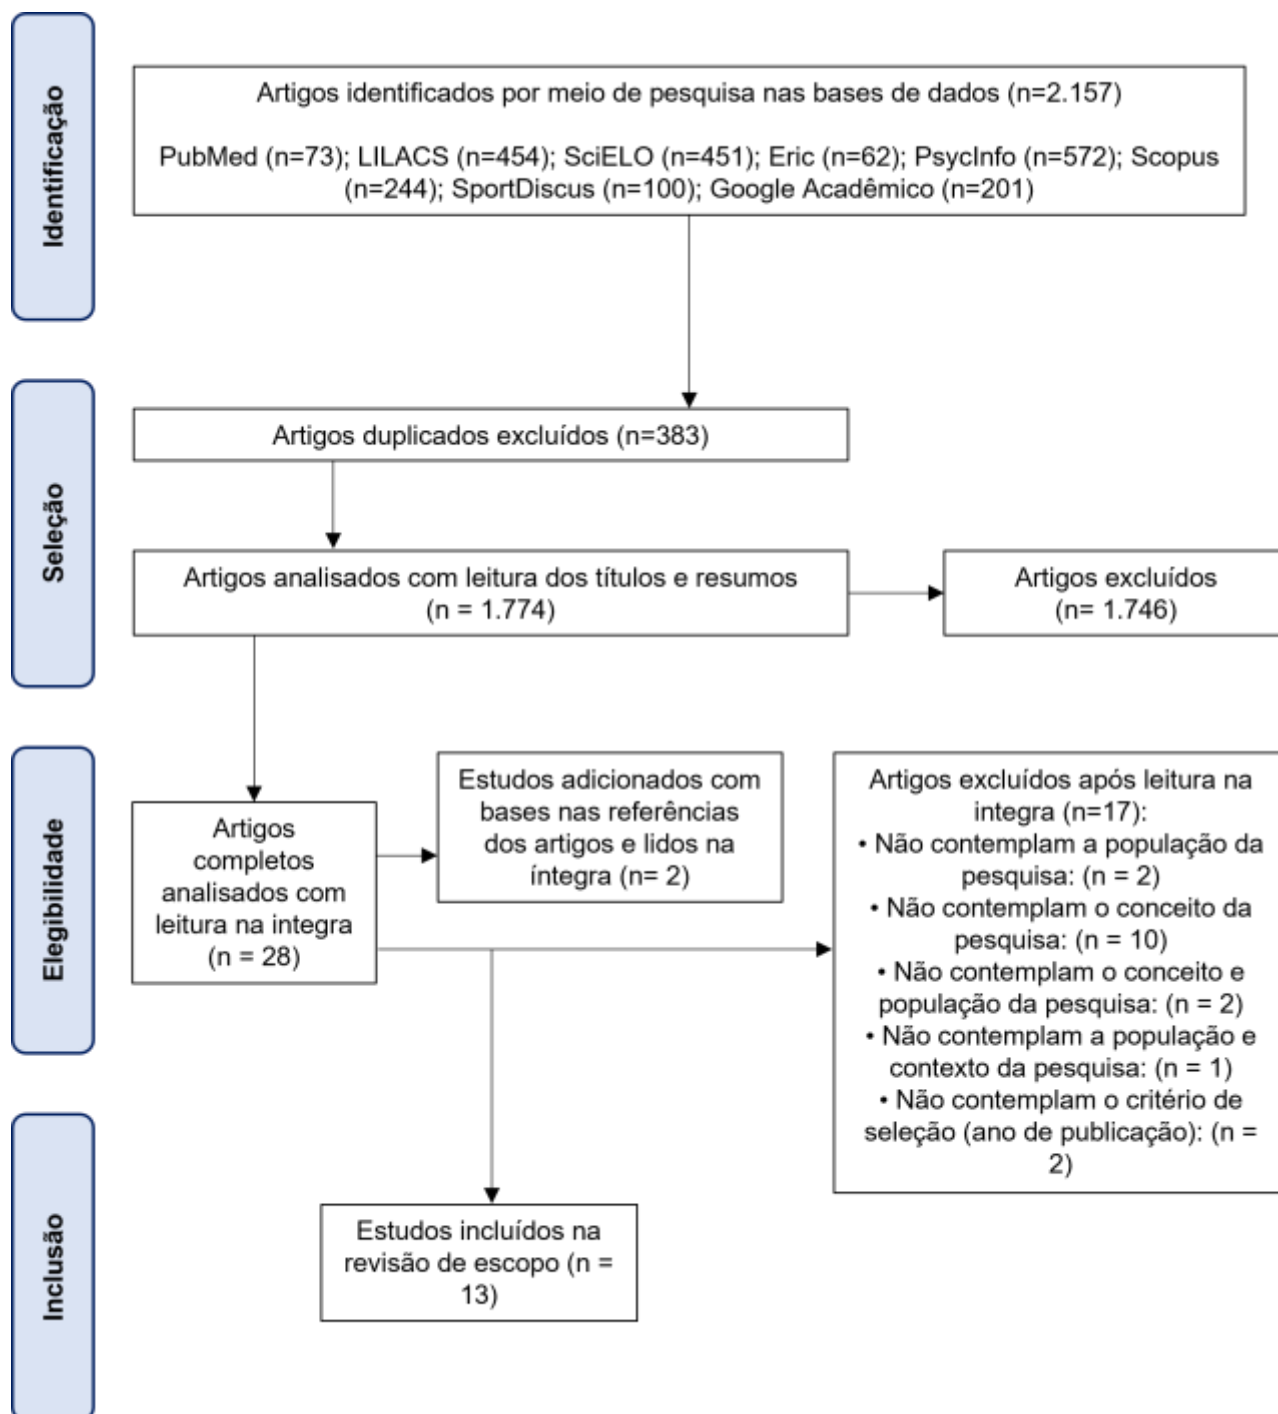 Identificação
Artigos identificados por meio de pesquisa nas bases de dados (n=2.157)
PubMed (n=73); LILACS (n=454); SciELO (n=451); Eric (n=62); PsycInfo (n=572); Scopus
(n=244); SportDiscus (n=100); Google Acadêmico (n=201)
Seleção
Artigos duplicados excluídos (n=383)
Artigos analisados com leitura dos títulos e resumos
(n = 1.774)
Artigos excluídos
(n= 1.746)
Elegibilidade
Artigos
completos
analisados com
leitura na integra
(n = 28)
Estudos adicionados com
bases nas referências
dos artigos e lidos na
íntegra (n= 2)
Artigos excluídos após leitura na
integra (n=17):
• Não contemplam a população da
pesquisa: (n = 2)
• Não contemplam o conceito da
pesquisa: (n = 10)
• Não contemplam o conceito e
população da pesquisa: (n = 2)
• Não contemplam a população e
contexto da pesquisa: (n = 1)
• Não contemplam o critério de
seleção (ano de publicação): (n =
2)
Inclusão
Estudos incluídos na
revisão de escopo (n =
13)